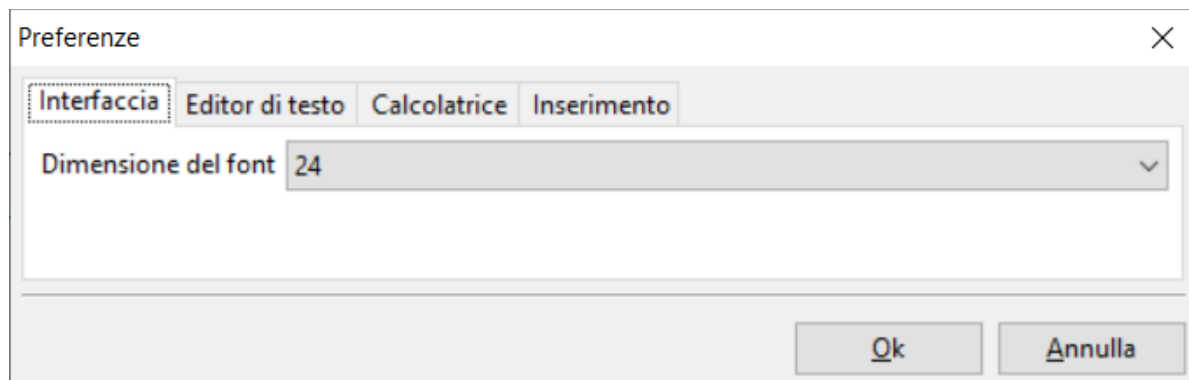 Preferenze
Interfaccia Editor di testo Calcolatrice Inserimento
Dimensione del font 24
Ok Annulla